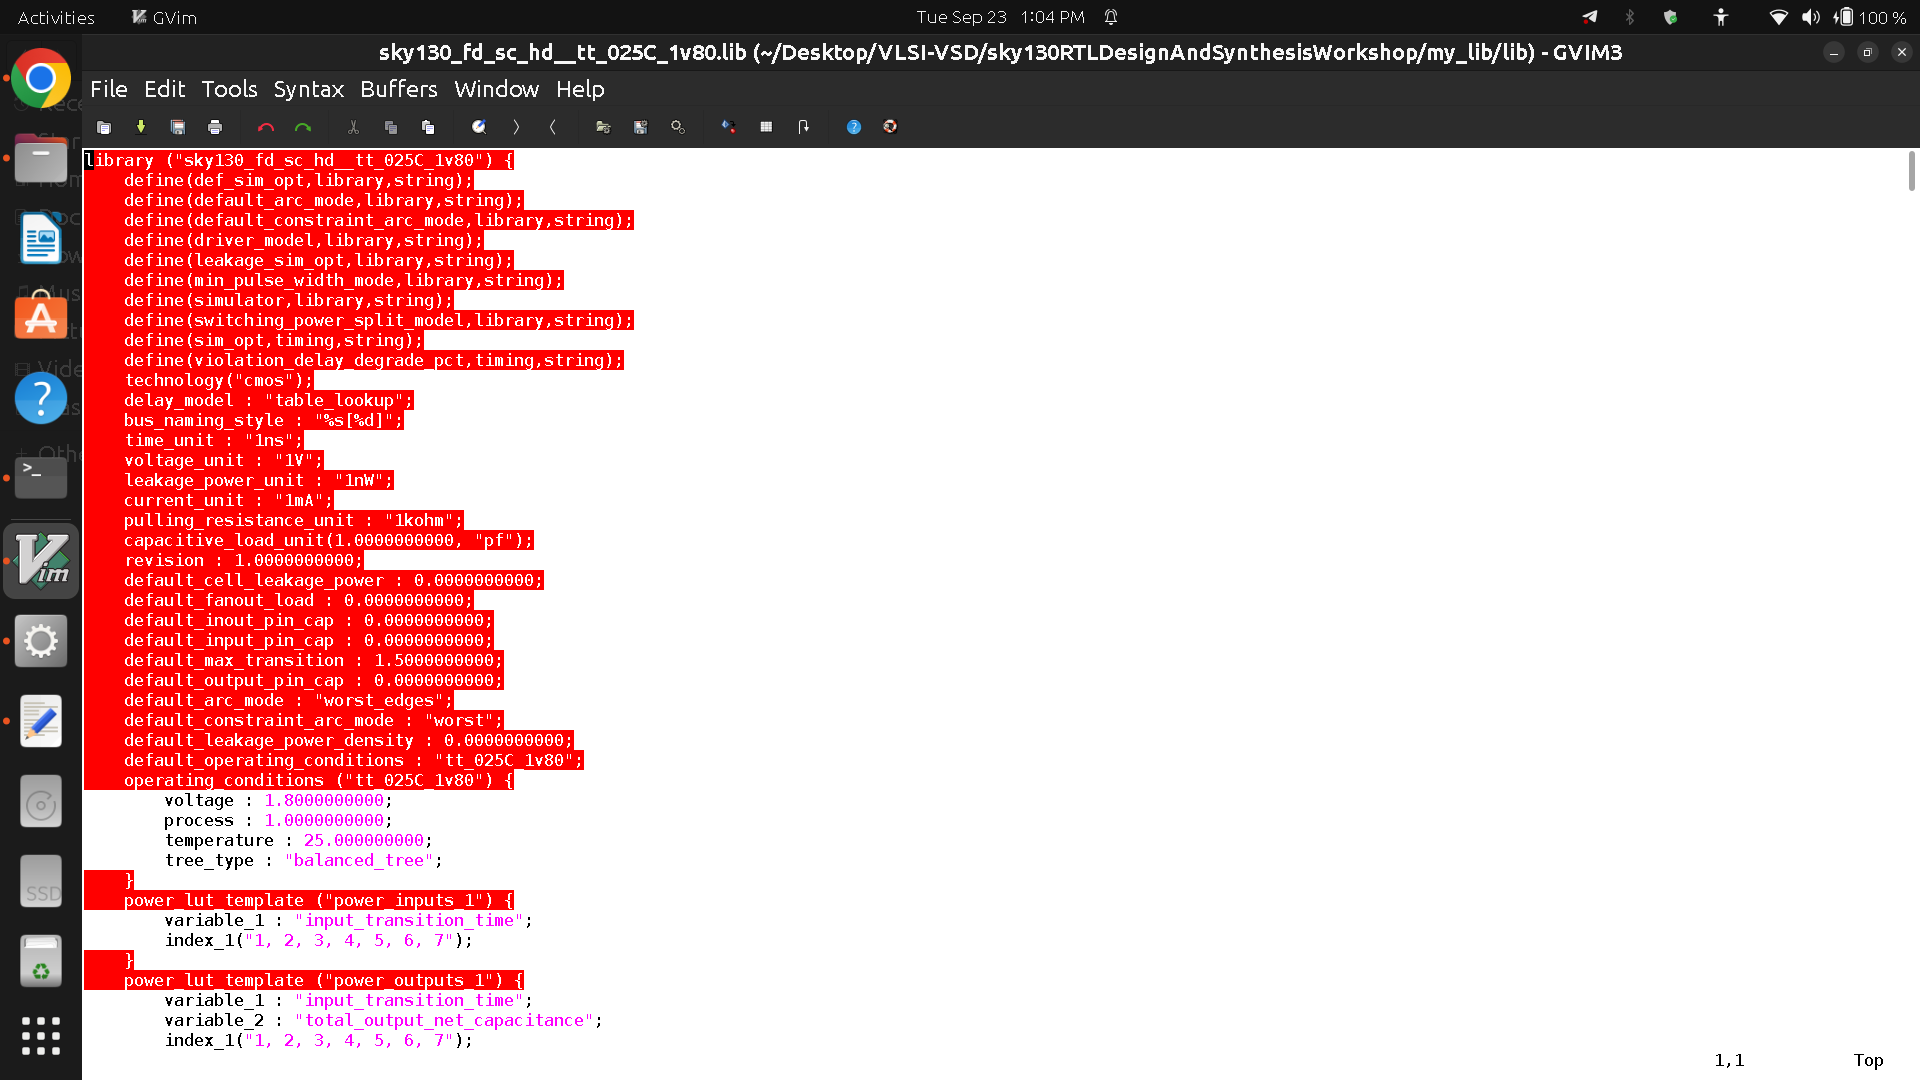 Activities
GVim
Tue Sep 23 1:04 PM
100 %
sky130_fd_sc_hd__tt_025C_1v80.lib (~/Desktop/VLSI-VSD/sky130RTLDesignAndSynthesisWorkshop/my_lib/lib) - GVIM3
File Edit Tools Syntax Buffers Window Help
library ("sky130_fd_sc_hd__tt_025C_1v80") {
    define(def_sim_opt,library,string);
    define(default_arc_mode,library,string);
    define(default_constraint_arc_mode,library,string);
    define(driver_model,library,string);
    define(leakage_sim_opt,library,string);
    define(min_pulse_width_mode,library,string);
    define(simulator,library,string);
    define(switching_power_split_model,library,string);
    define(sim_opt,timing,string);
    define(violation_delay_degrade_pct,timing,string);
    technology("cmos");
    delay_model : "table_lookup";
    bus_naming_style : "%s[%d]";
    time_unit : "1ns";
    voltage_unit : "1V";
    leakage_power_unit : "1nW";
    current_unit : "1mA";
    pulling_resistance_unit : "1kohm";
    capacitive_load_unit(1.0000000000, "pf");
    revision : 1.0000000000;
    default_cell_leakage_power : 0.0000000000;
    default_fanout_load : 0.0000000000;
    default_inout_pin_cap : 0.0000000000;
    default_input_pin_cap : 0.0000000000;
    default_max_transition : 1.5000000000;
    default_output_pin_cap : 0.0000000000;
    default_arc_mode : "worst_edges";
    default_constraint_arc_mode : "worst";
    default_leakage_power_density : 0.0000000000;
    default_operating_conditions : "tt_025C_1v80";
    operating_conditions ("tt_025C_1v80") {
        voltage : 1.8000000000;
        process : 1.0000000000;
        temperature : 25.000000000;
        tree_type : "balanced_tree";
    }
    power_lut_template ("power_inputs_1") {
        variable_1 : "input_transition_time";
        index_1("1, 2, 3, 4, 5, 6, 7");
    }
    power_lut_template ("power_outputs_1") {
        variable_1 : "input_transition_time";
        variable_2 : "total_output_net_capacitance";
        index_1("1, 2, 3, 4, 5, 6, 7");
1,1
Top
SSD
Vim